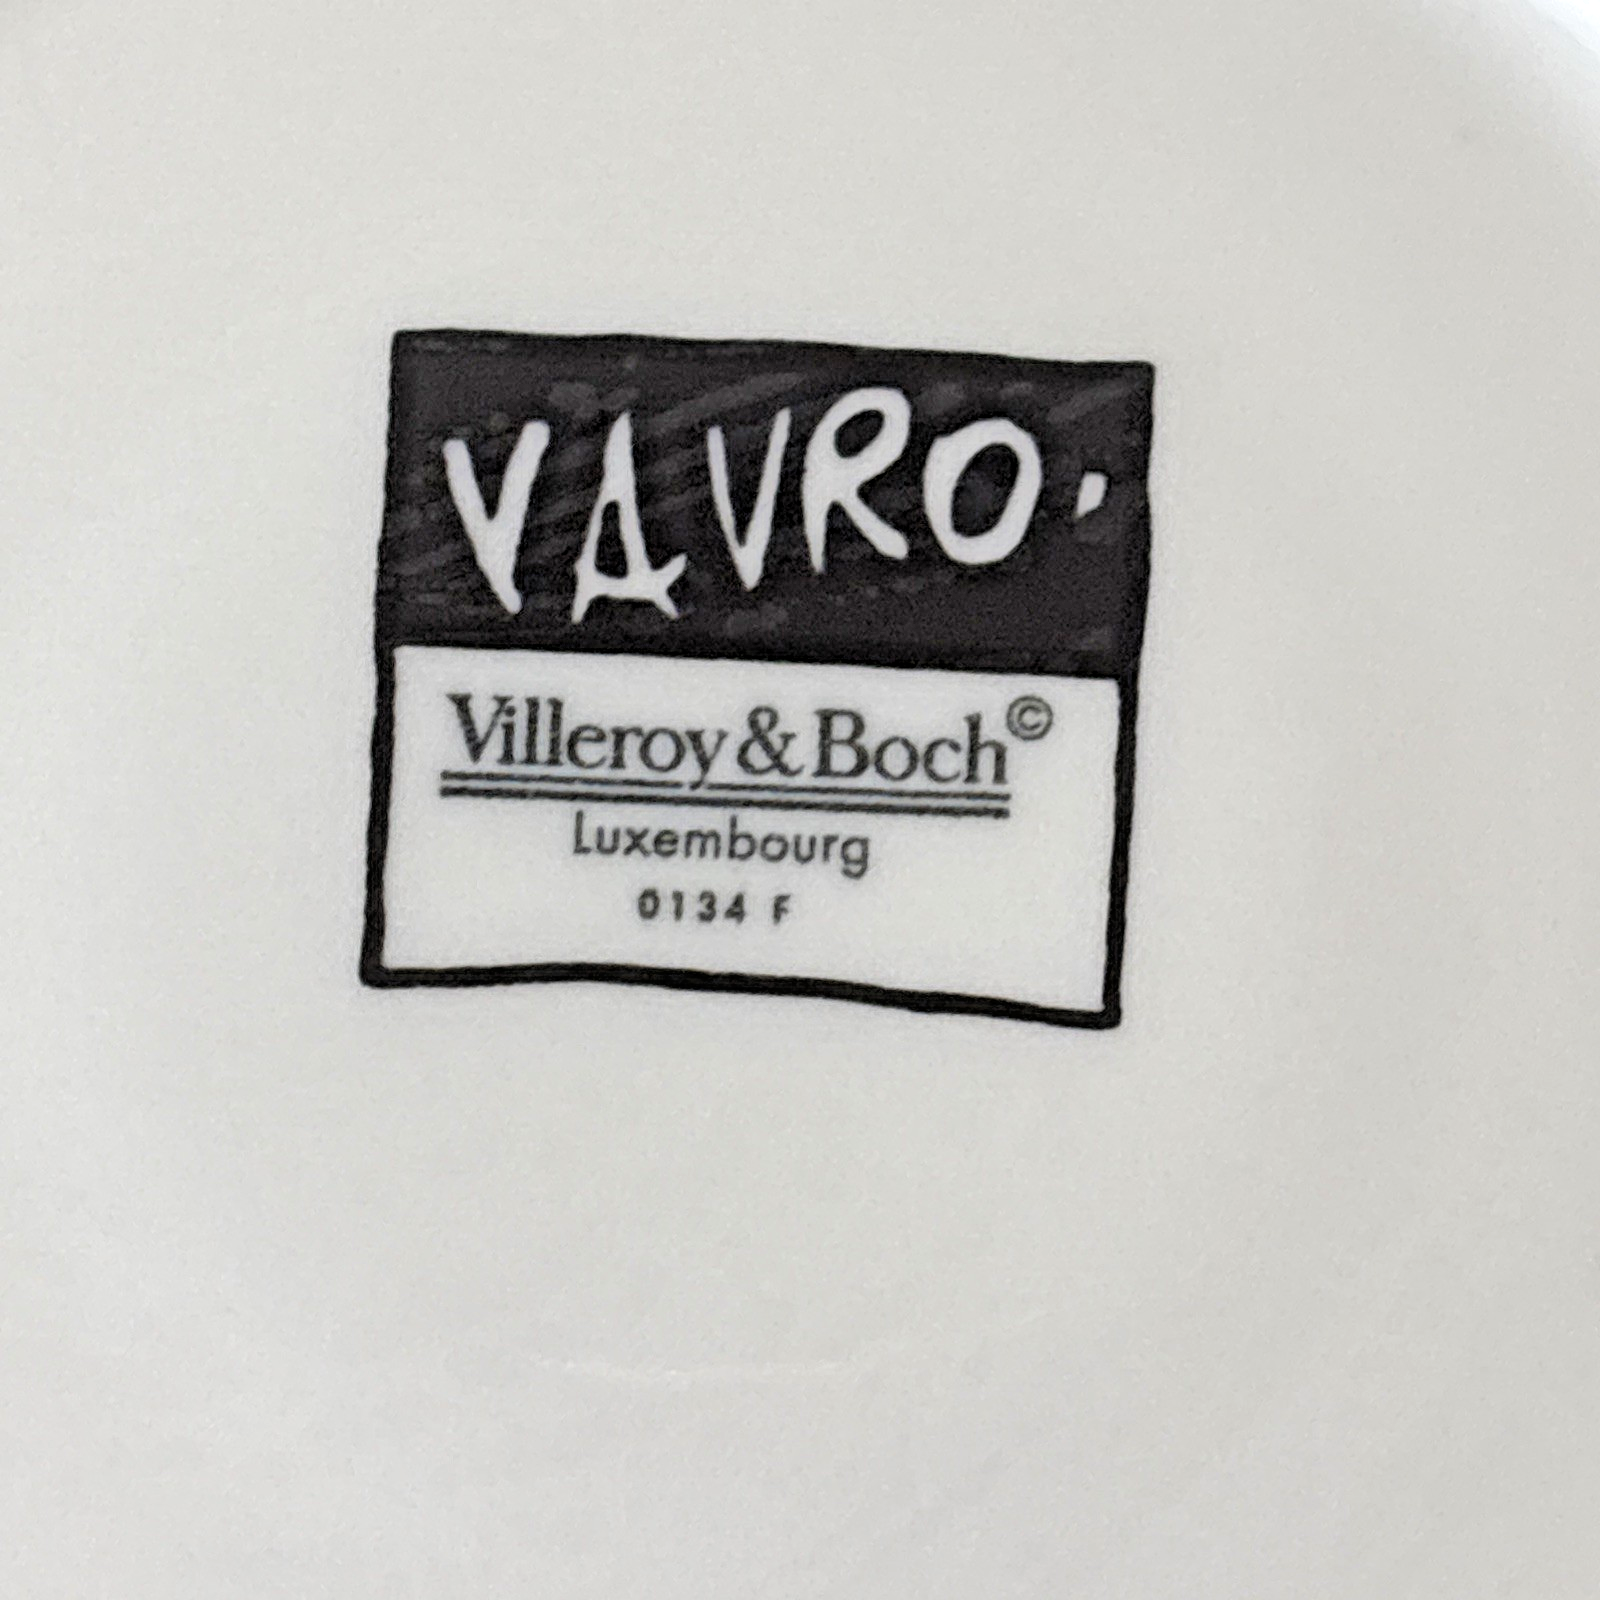 VAVRO.
Villeroy & Boch©
Luxembourg
0134 F